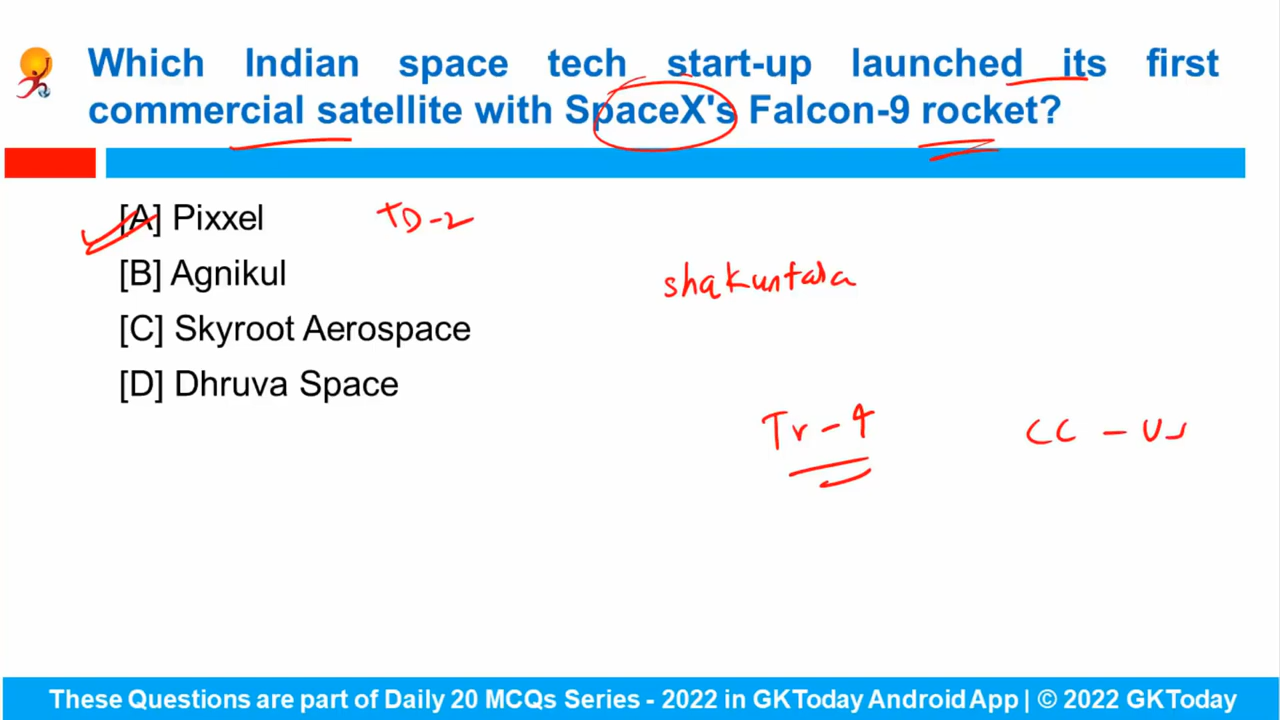 Which Indian space tech start-up launched its first
commercial satellite with SpaceX's Falcon-9 rocket?
[A] Pixxel TD-2
[B] Agnikul shakuntala
[C] Skyroot Aerospace
[D] Dhruva Space
Tr-4 CC - US
These Questions are part of Daily 20 MCQs Series - 2022 in GKToday Android App | © 2022 GKToday